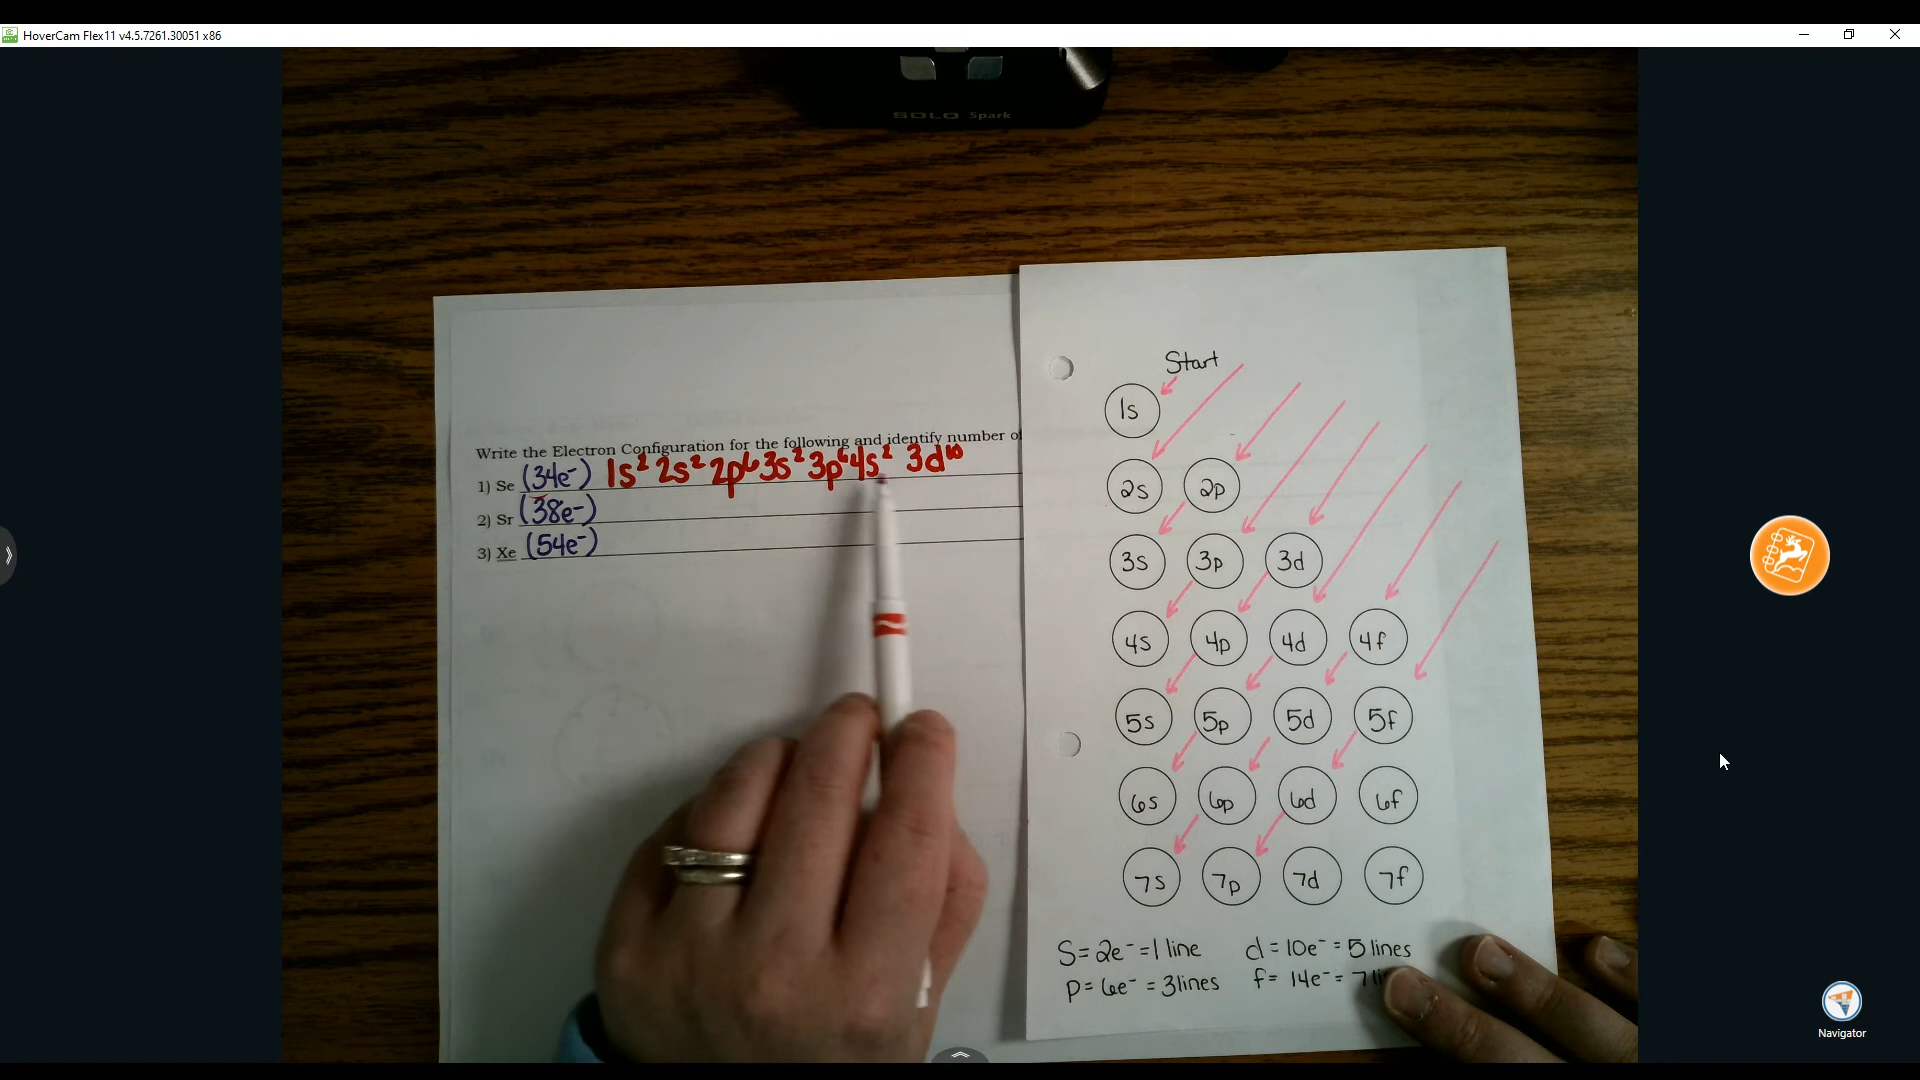 HoverCam Flex11 v4.5.7261.30051 x86
SOLO Spark
Write the Electron Configuration for the following and identify number
1) Se (34e⁻) 1s² 2s² 2p⁶ 3s² 3p⁶ 4s² 3d¹⁰
2) Sr (38e⁻)
3) Xe (54e⁻)
Start
1s
2s 2p
3s 3p 3d
4s 4p 4d 4f
5s 5p 5d 5f
6s 6p 6d 6f
7s 7p 7d 7f
S=2e⁻=1 line d=10e⁻=5 lines
p=6e⁻=3lines f=14e⁻=7
Navigator